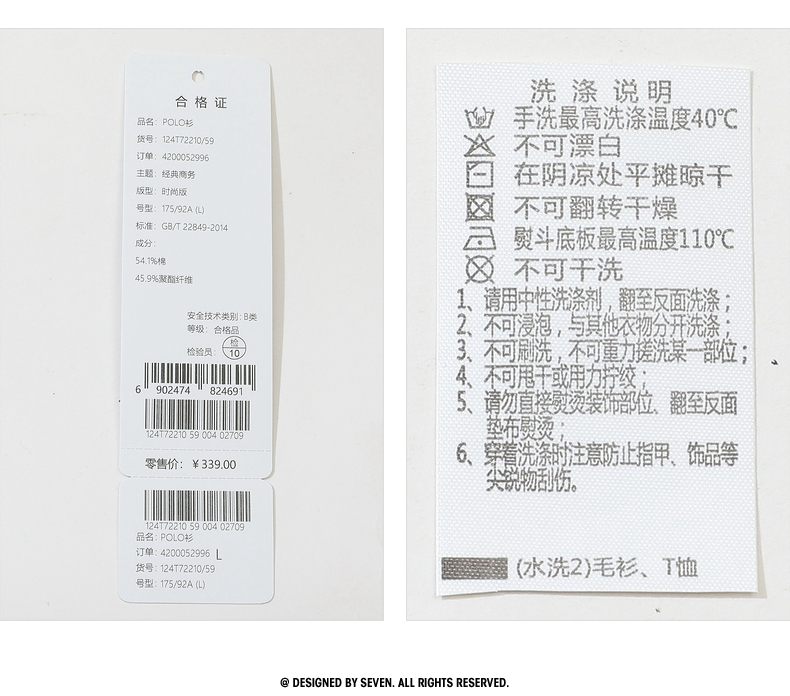 合格证
品名: POLO衫
货号: 124T72210/59
订单: 4200052996
主题: 经典商务
版型: 时尚版
号型: 175/92A (L)
标准: GB/T 22849-2014
成分:
54.1%棉
45.9%聚酯纤维
安全技术类别: B类
等级: 合格品
检验员: 检 10
6 902474 824691
124T72210 59 004 02709
零售价: ¥339.00
124T72210 59 004 02709
品名: POLO衫
订单: 4200052996 L
货号: 124T72210/59
号型: 175/92A (L)
洗涤说明
手洗最高洗涤温度40℃
不可漂白
在阴凉处平摊晾干
不可翻转干燥
熨斗底板最高温度110℃
不可干洗
1、请用中性洗涤剂，翻至反面洗涤；
2、不可浸泡，与其他衣物分开洗涤；
3、不可刷洗，不可重力搓洗某一部位；
4、不可甩干或用力拧绞；
5、请勿直接熨烫装饰部位、翻至反面
垫布熨烫；
6、穿着洗涤时注意防止指甲、饰品等
尖锐物刮伤。
(水洗2)毛衫、T恤
@ DESIGNED BY SEVEN. ALL RIGHTS RESERVED.